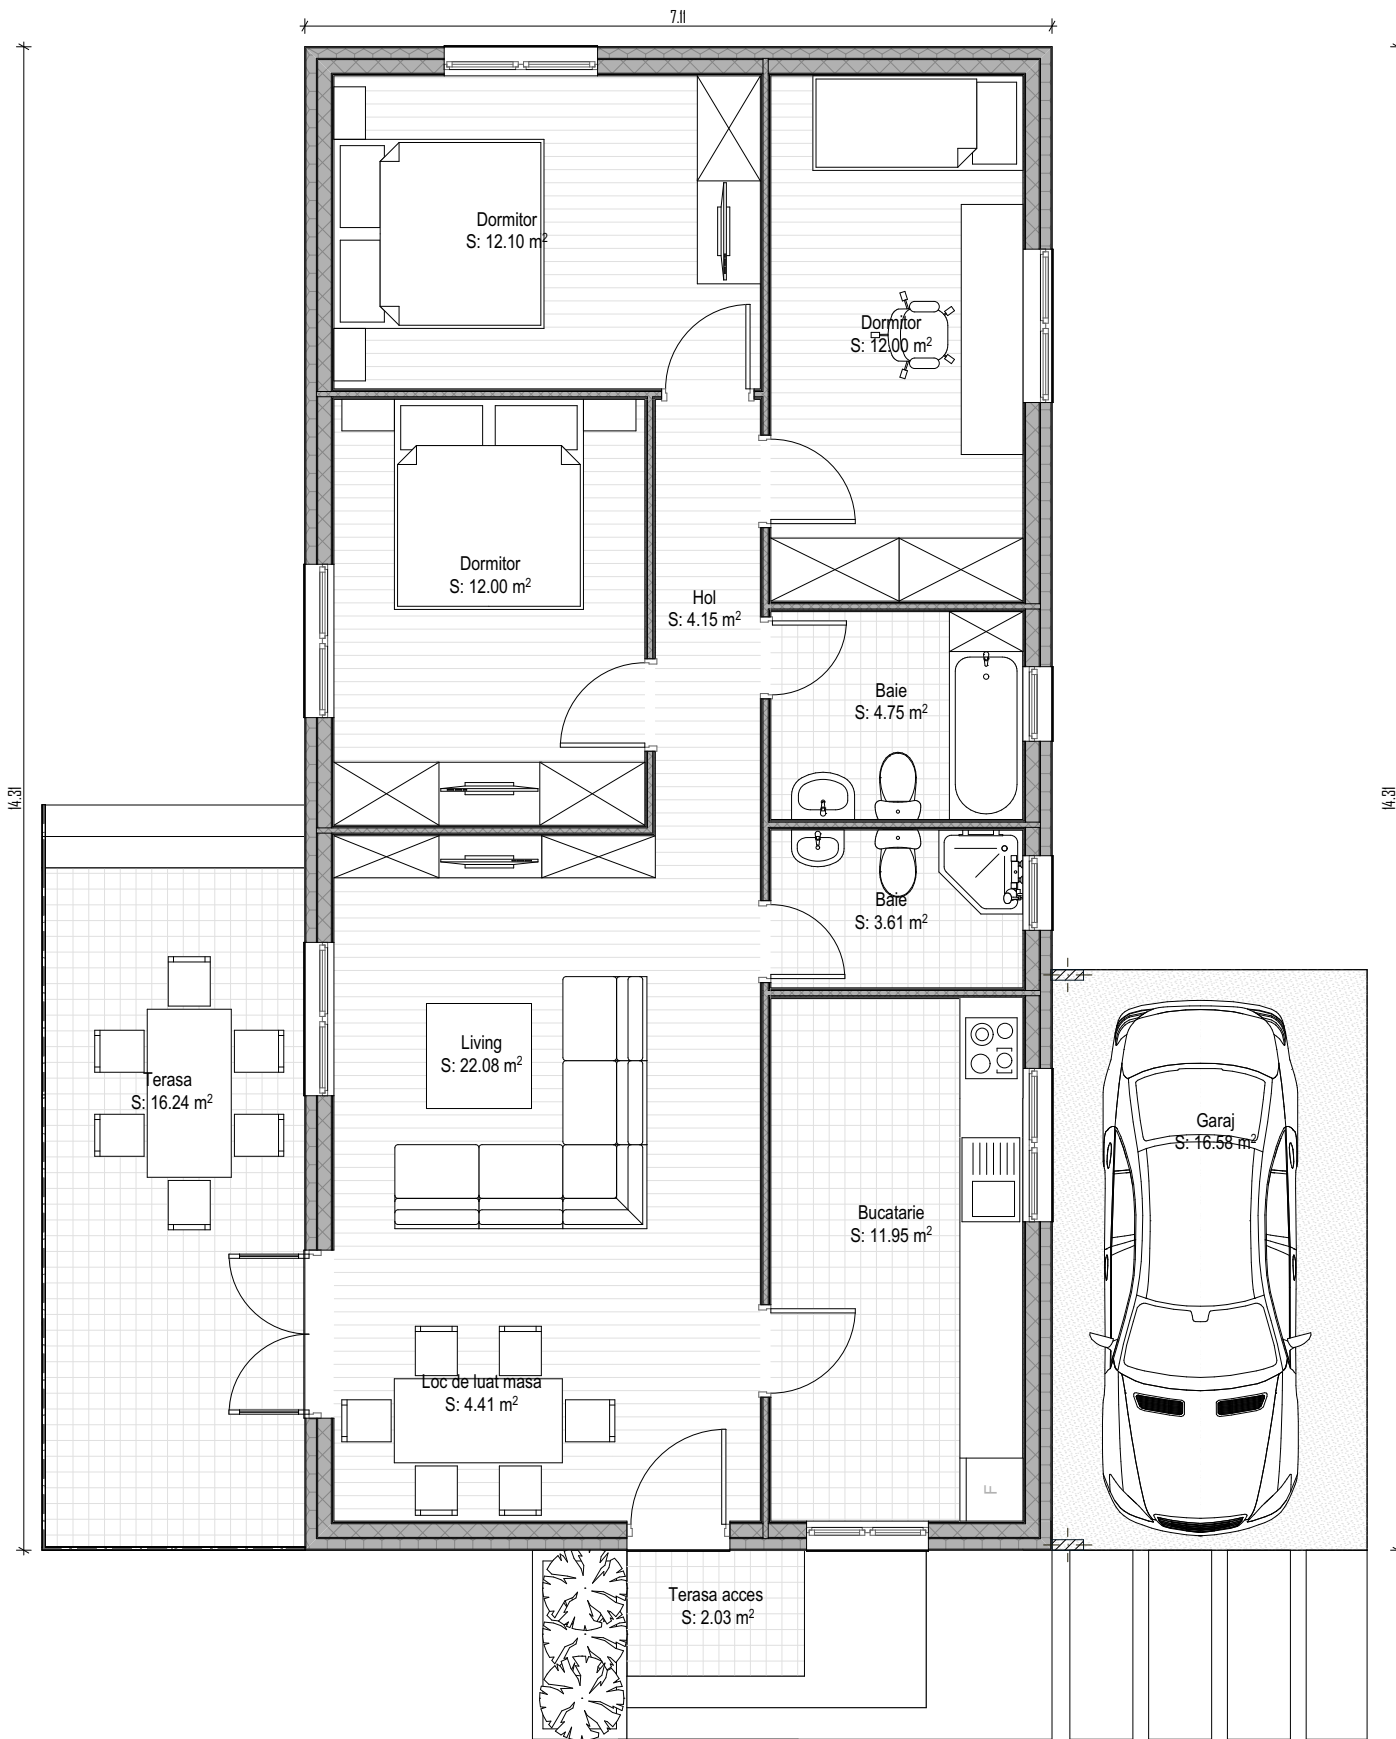 7.11
Dormitor
S: 12.10 m²
Dormitor
S: 12.00 m²
Dormitor
S: 12.00 m²
Hol
S: 4.15 m²
Baie
S: 4.75 m²
14.31
14.31
Baie
S: 3.61 m²
Living
S: 22.08 m²
Terasa
S: 16.24 m²
Garaj
S: 16.58 m²
Bucatarie
S: 11.95 m²
Loc de luat masa
S: 4.41 m²
F
Terasa acces
S: 2.03 m²